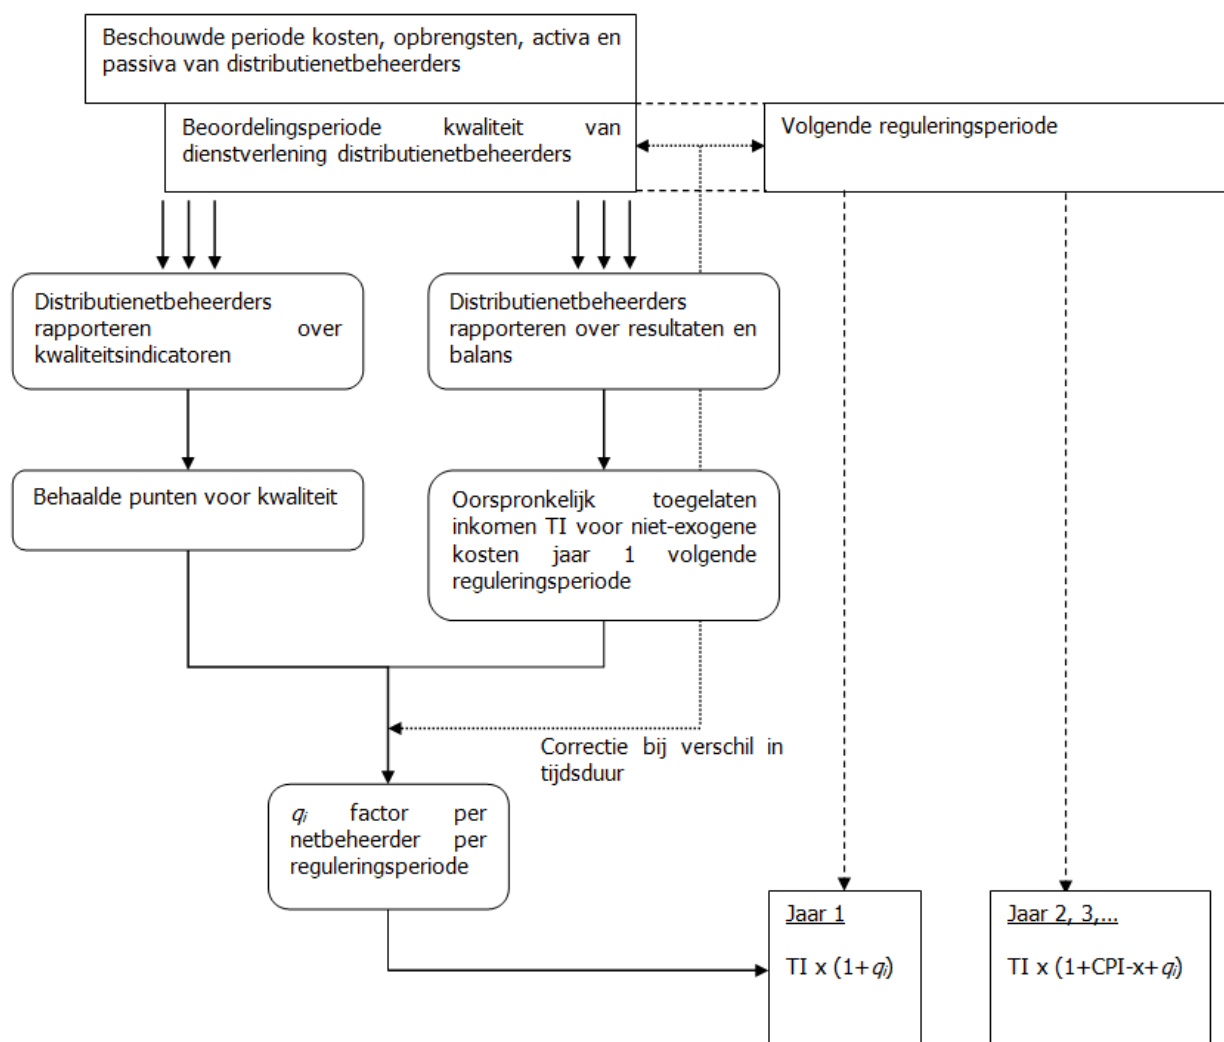 Beschouwde periode kosten, opbrengsten, activa en
passiva van distributienetbeheerders
Beoordelingsperiode kwaliteit van
dienstverlening distributienetbeheerders
Volgende reguleringsperiode
Distributienetbeheerders
rapporteren over
kwaliteitsindicatoren
Distributienetbeheerders
rapporteren over resultaten en
balans
Behaalde punten voor kwaliteit
Oorspronkelijk toegelaten
inkomen TI voor niet-exogene
kosten jaar 1 volgende
reguleringsperiode
Correctie bij verschil in
tijdsduur
qi factor per
netbeheerder per
reguleringsperiode
Jaar 1
TI x (1+qi)
Jaar 2, 3,...
TI x (1+CPI-x+qi)